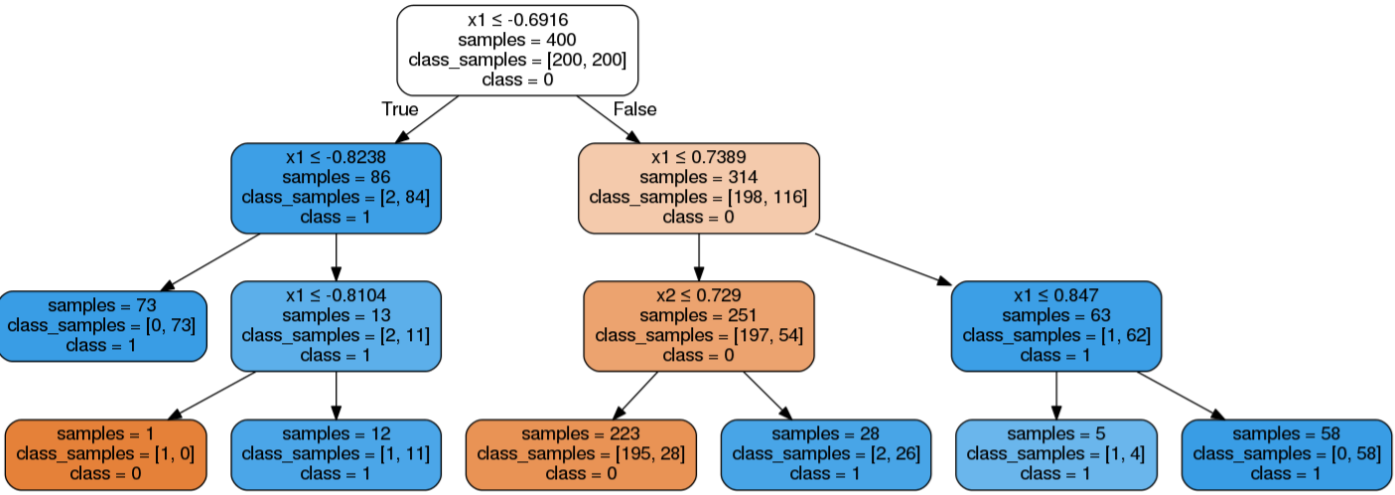 x1 ≤ -0.6916
samples = 400
class_samples = [200, 200]
class = 0
True
False
x1 ≤ -0.8238
samples = 86
class_samples = [2, 84]
class = 1
x1 ≤ 0.7389
samples = 314
class_samples = [198, 116]
class = 0
samples = 73
class_samples = [0, 73]
class = 1
x1 ≤ -0.8104
samples = 13
class_samples = [2, 11]
class = 1
x2 ≤ 0.729
samples = 251
class_samples = [197, 54]
class = 0
x1 ≤ 0.847
samples = 63
class_samples = [1, 62]
class = 1
samples = 1
class_samples = [1, 0]
class = 0
samples = 12
class_samples = [1, 11]
class = 1
samples = 223
class_samples = [195, 28]
class = 0
samples = 28
class_samples = [2, 26]
class = 1
samples = 5
class_samples = [1, 4]
class = 1
samples = 58
class_samples = [0, 58]
class = 1